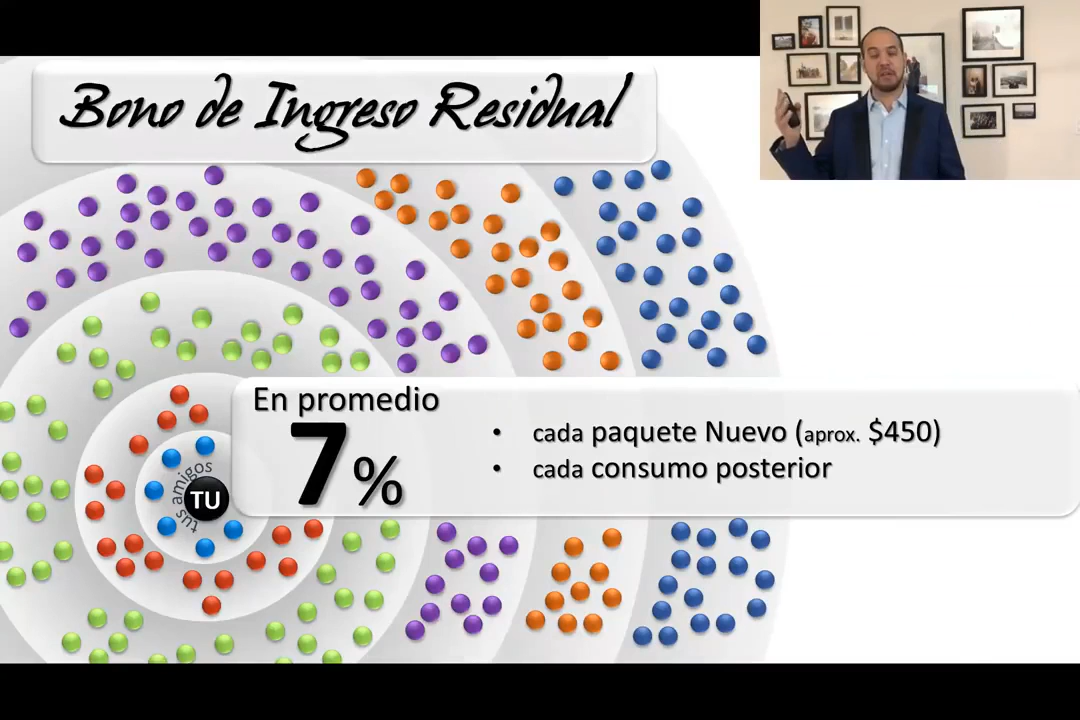 Bono de Ingreso Residual
En promedio
7%
• cada paquete Nuevo (aprox. $450)
• cada consumo posterior
tus amigos
TU